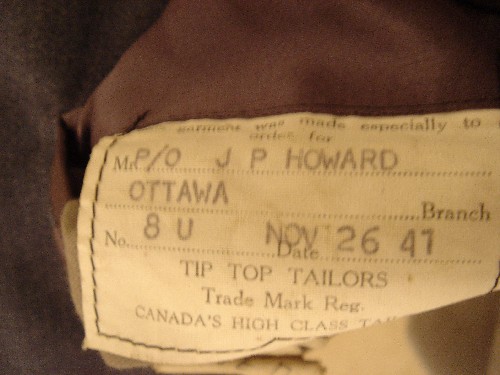 garment was made especially to
order for
Mr. P/O J P HOWARD
OTTAWA
Branch
No. 8 U NOV 26 41
Date
TIP TOP TAILORS
Trade Mark Reg.
CANADA'S HIGH CLASS